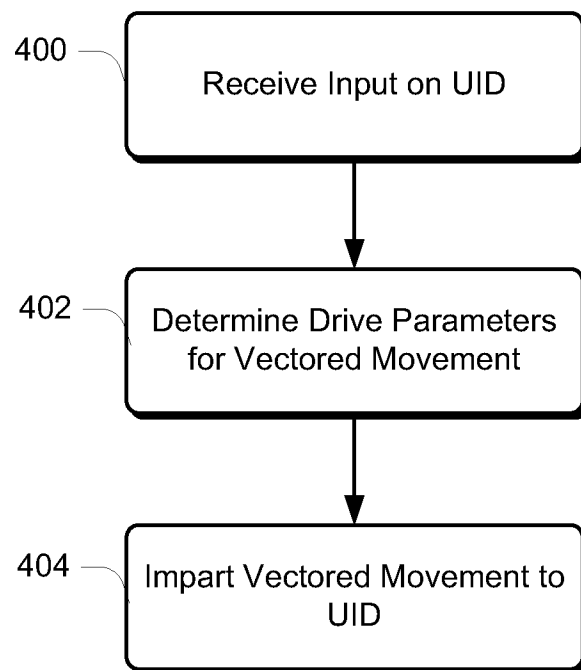 400
Receive Input on UID
402
Determine Drive Parameters
for Vectored Movement
404
Impart Vectored Movement to
UID